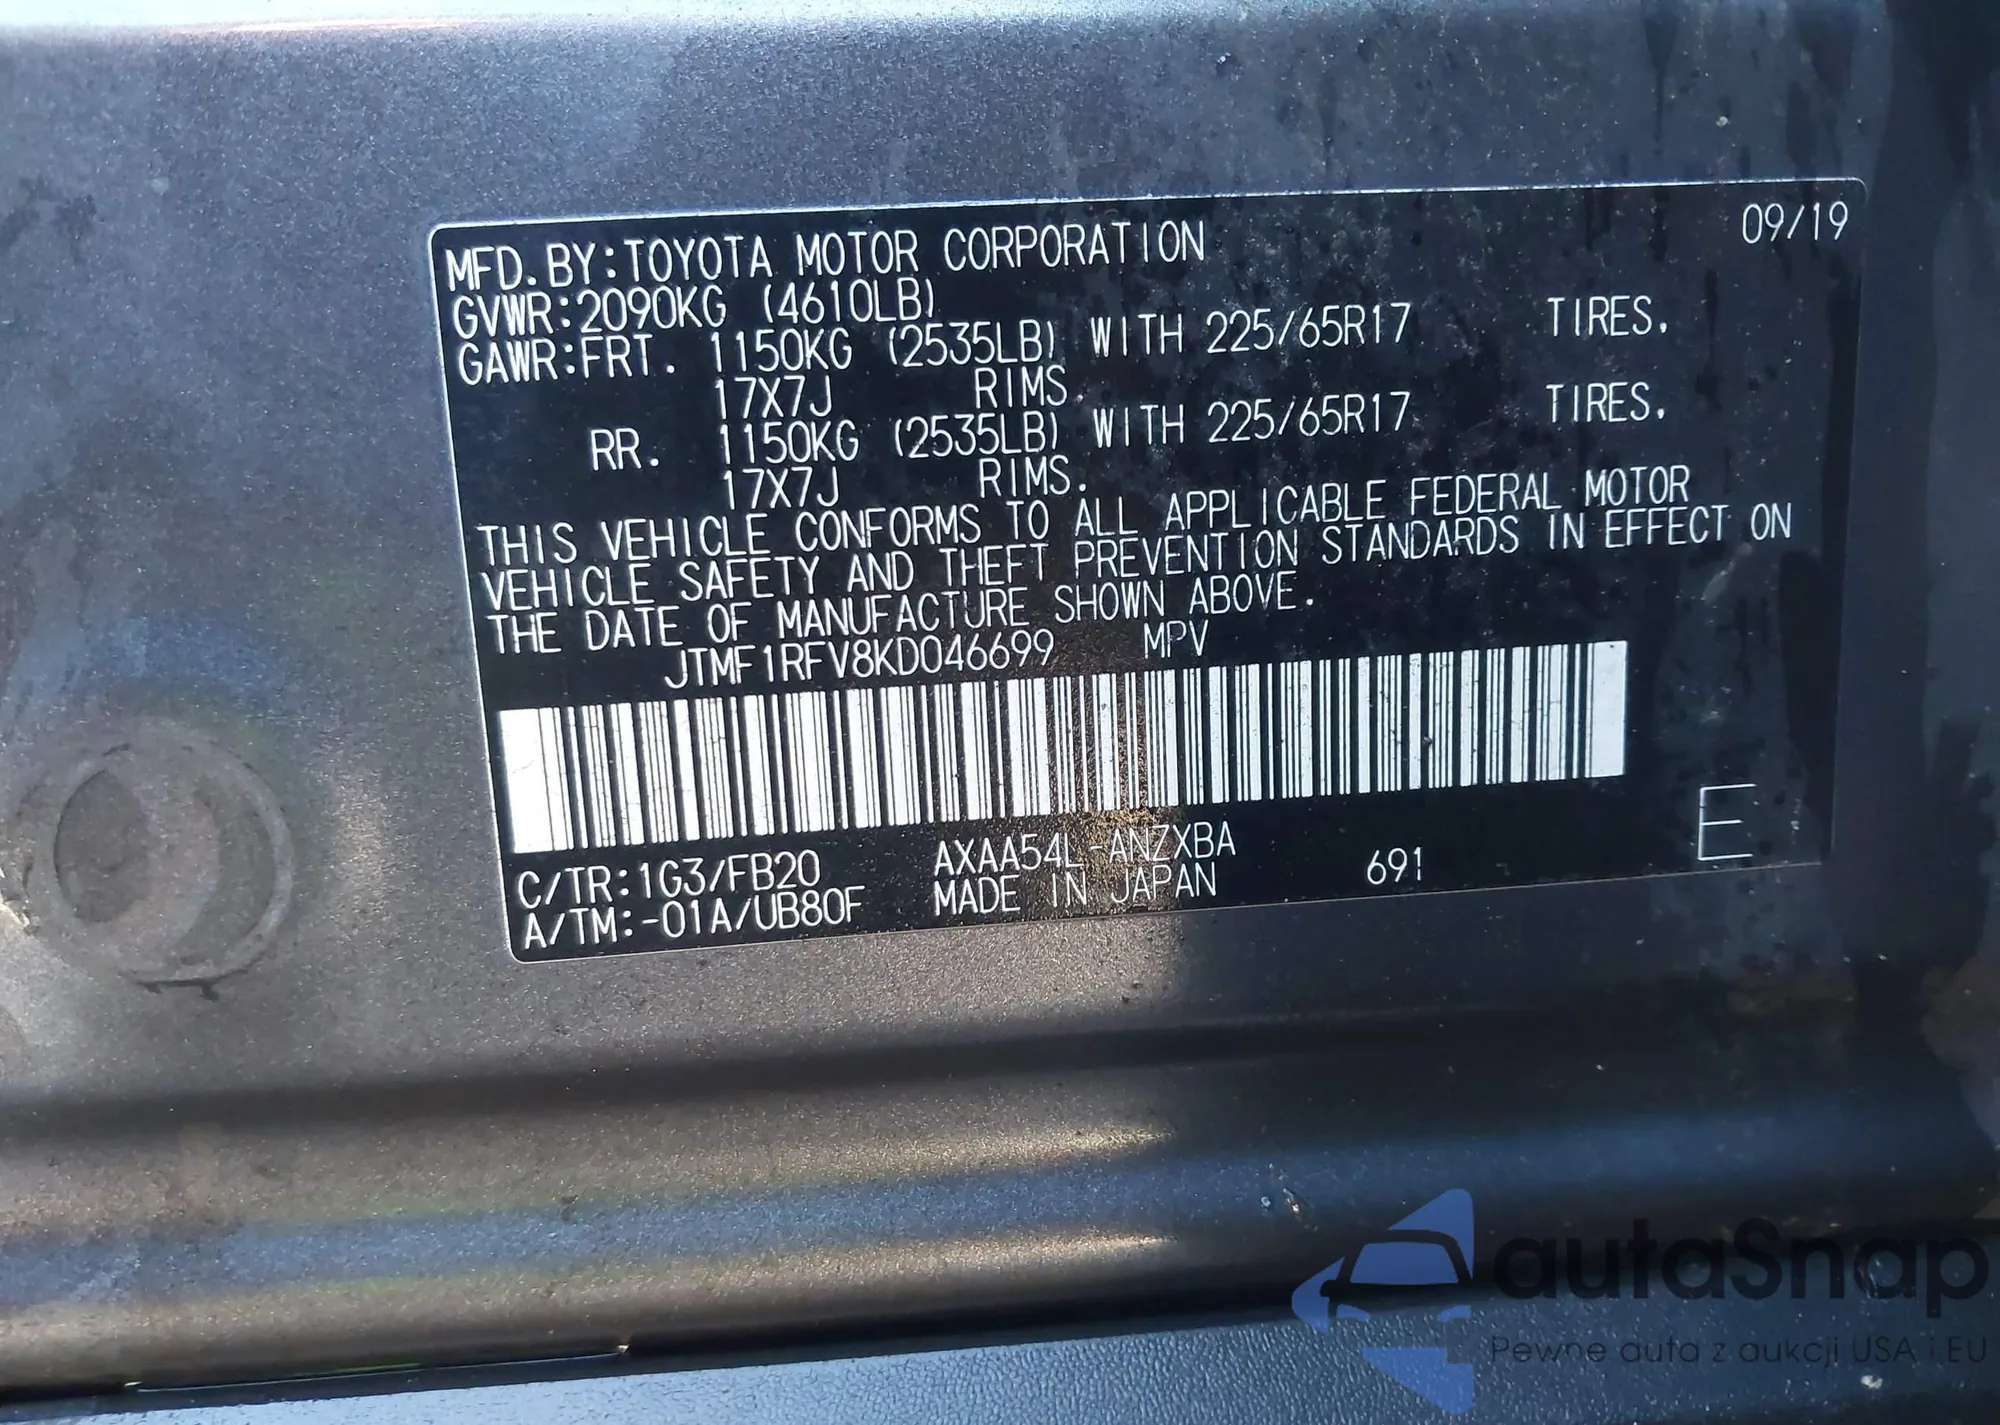 MFD.BY:TOYOTA MOTOR CORPORATION 09/19
GVWR:2090KG (4610LB)
GAWR:FRT. 1150KG (2535LB) WITH 225/65R17 TIRES.
17X7J RIMS
RR. 1150KG (2535LB) WITH 225/65R17 TIRES.
17X7J RIMS.
THIS VEHICLE CONFORMS TO ALL APPLICABLE FEDERAL MOTOR
VEHICLE SAFETY AND THEFT PREVENTION STANDARDS IN EFFECT ON
THE DATE OF MANUFACTURE SHOWN ABOVE.
JTMF1RFV8KD046699 MPV
C/TR:1G3/FB20 AXAA54L-ANZXBA 691 E
A/TM:-01A/UB80F MADE IN JAPAN
autaSnap
Pewne auta z aukcji USA i EU